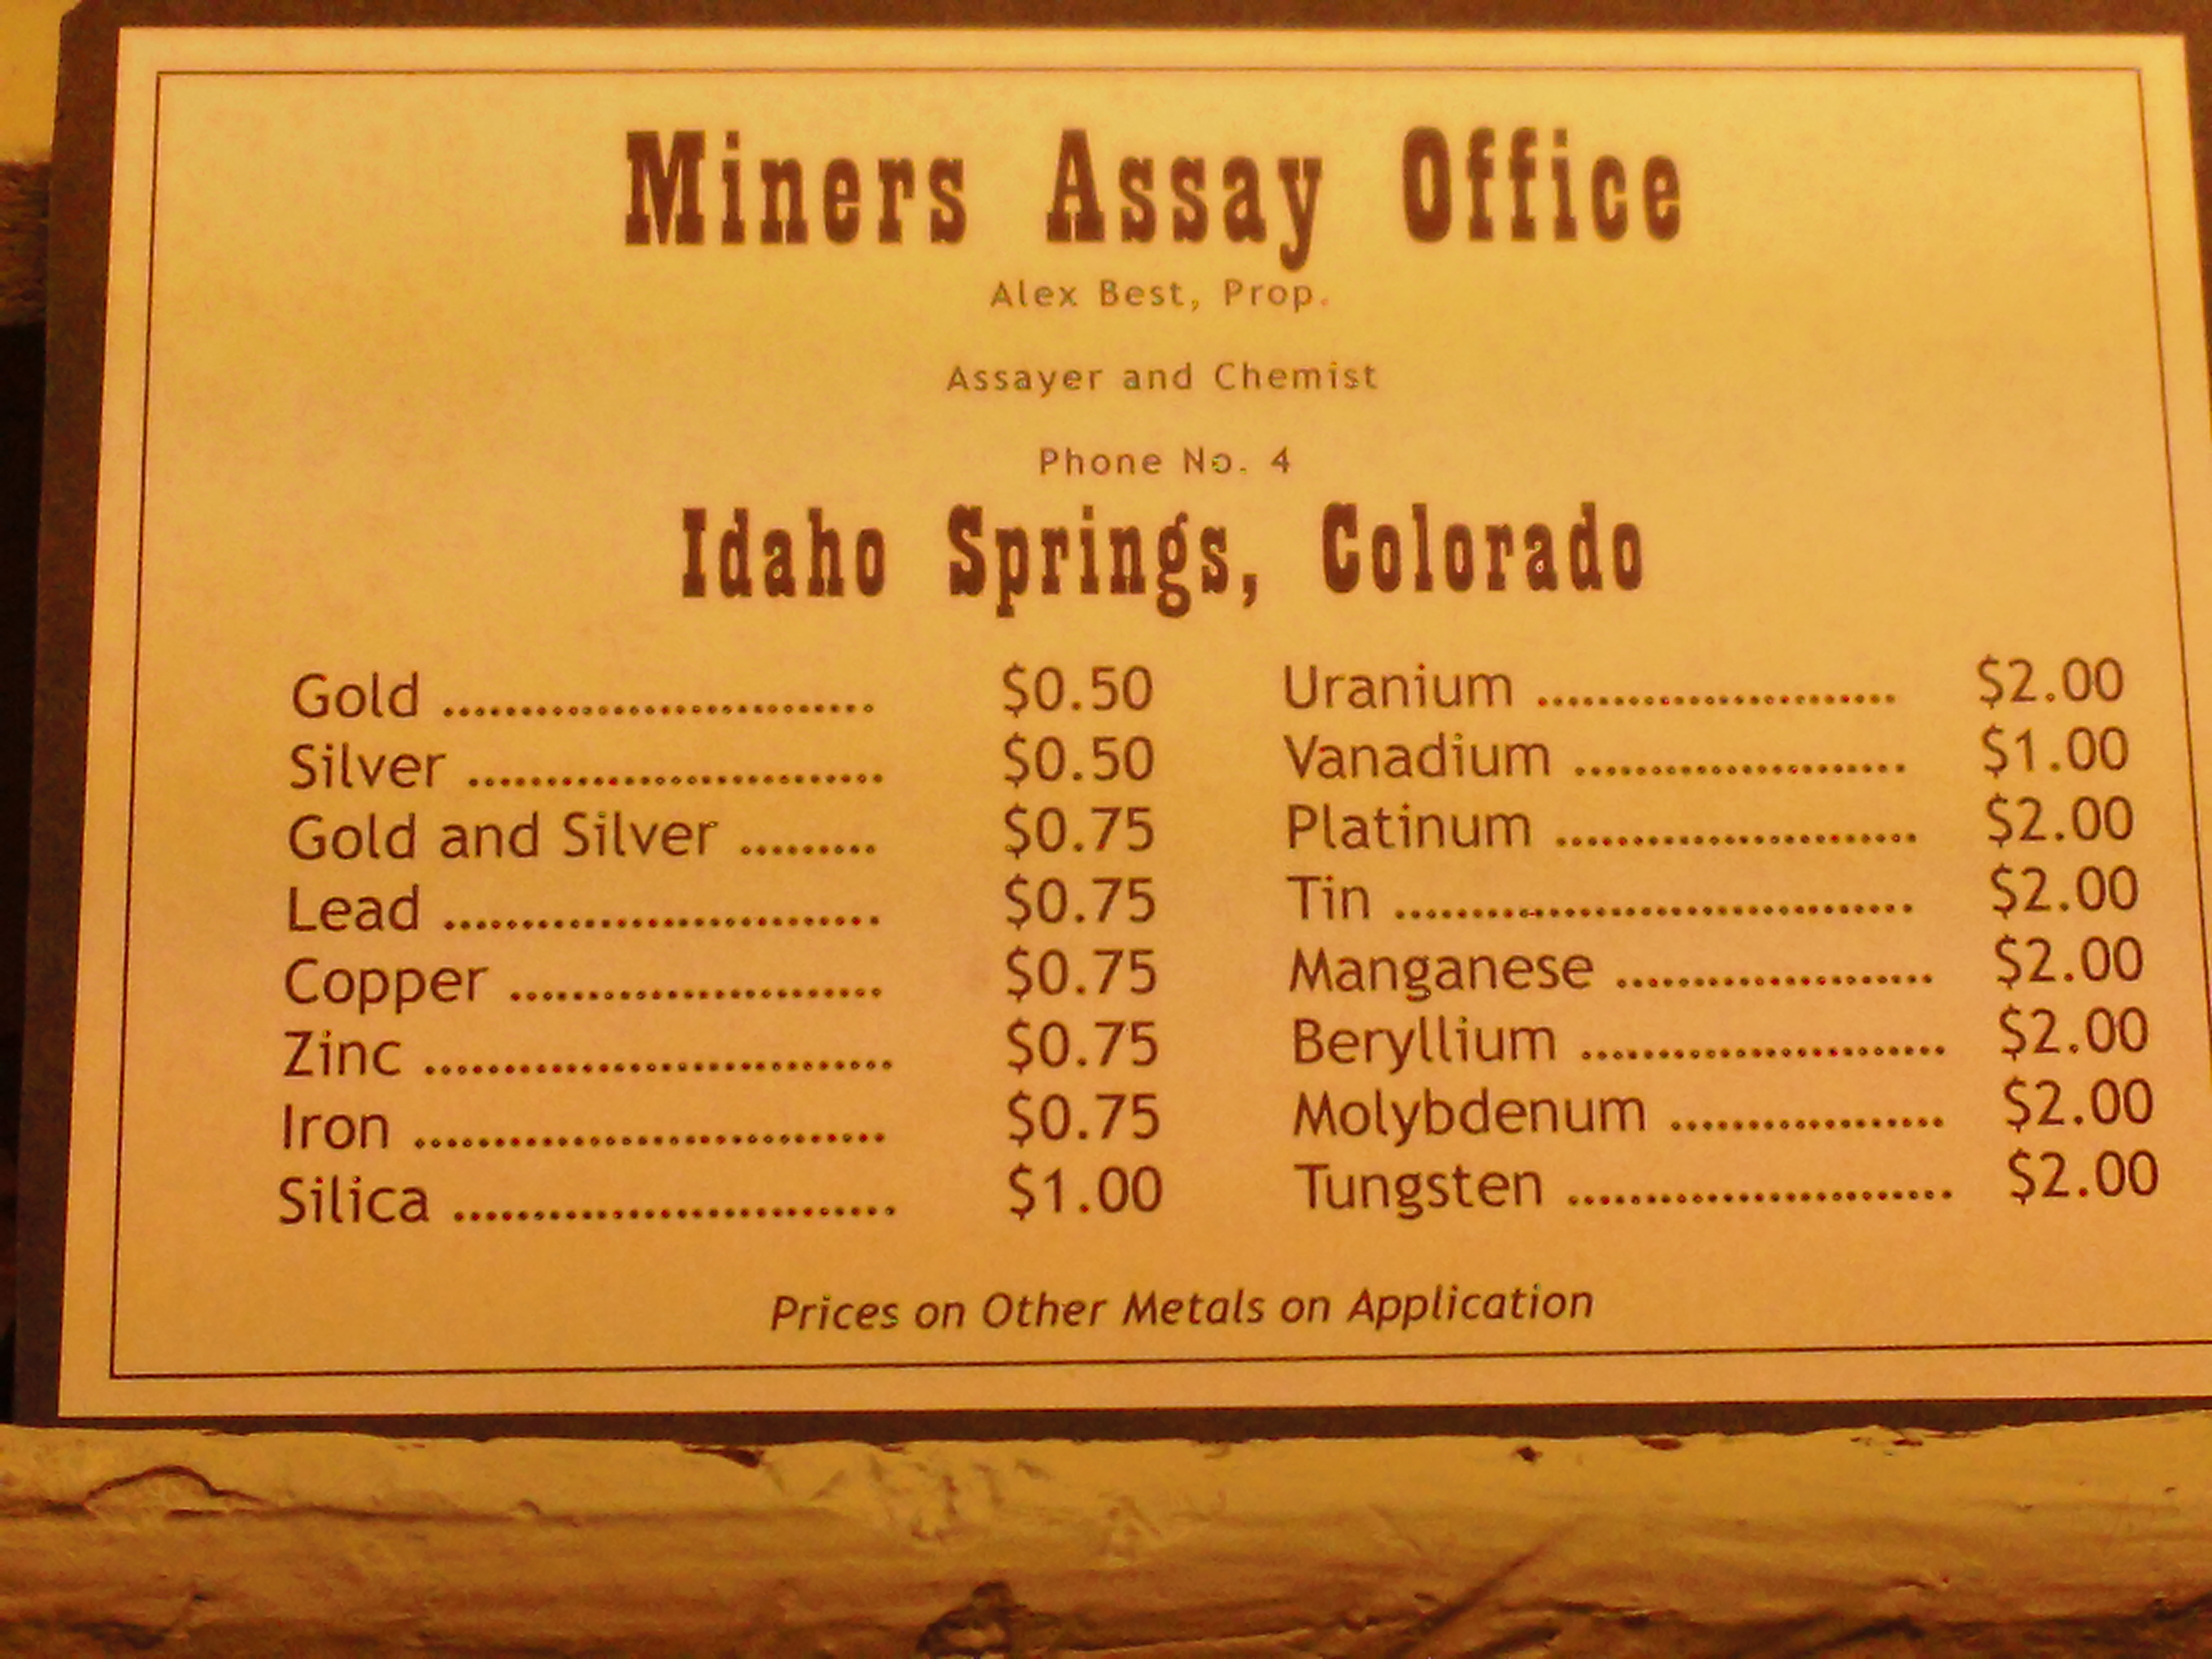 Miners Assay Office
Alex Best, Prop.
Assayer and Chemist
Phone No. 4
Idaho Springs, Colorado
Gold ............................ $0.50
Silver ........................... $0.50
Gold and Silver ......... $0.75
Lead ............................ $0.75
Copper ........................ $0.75
Zinc .............................. $0.75
Iron .............................. $0.75
Silica ............................ $1.00
Uranium ....................... $2.00
Vanadium ..................... $1.00
Platinum ....................... $2.00
Tin ................................. $2.00
Manganese .................... $2.00
Beryllium ....................... $2.00
Molybdenum ................. $2.00
Tungsten ........................ $2.00
Prices on Other Metals on Application